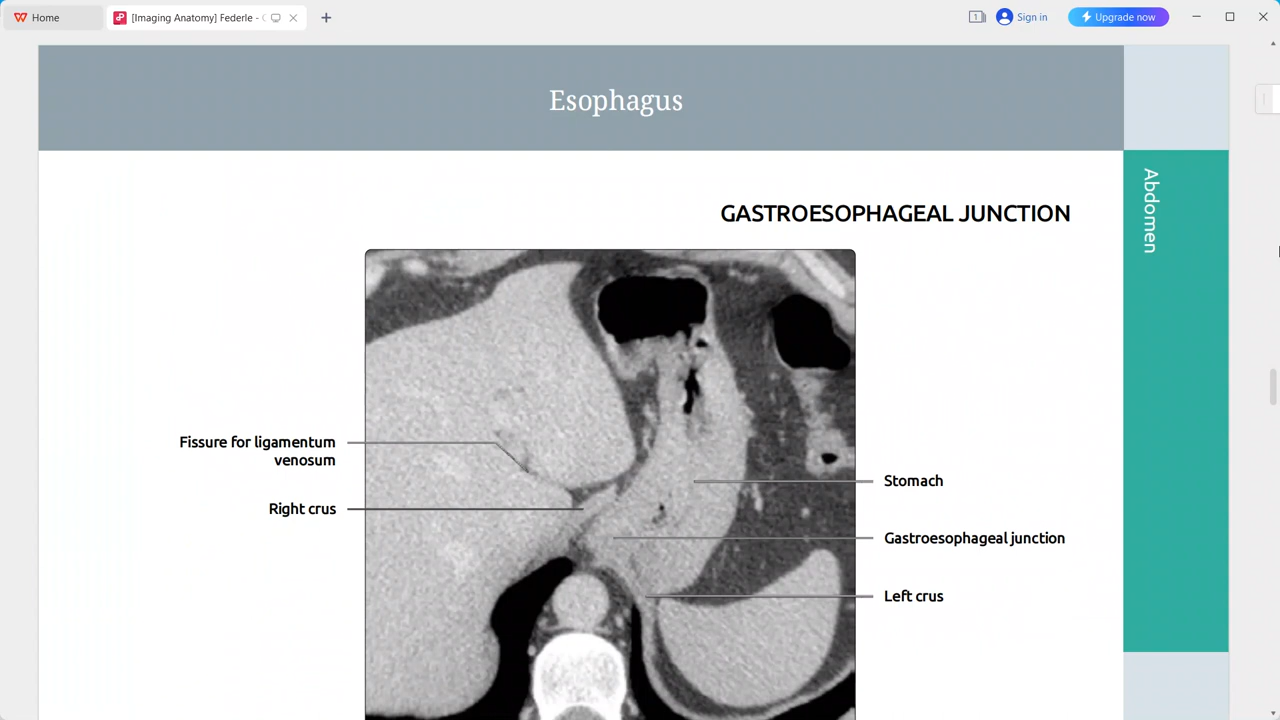 Home
[Imaging Anatomy] Federle -
1
Sign in
Upgrade now
Esophagus
Abdomen
GASTROESOPHAGEAL JUNCTION
Fissure for ligamentum
venosum
Right crus
Stomach
Gastroesophageal junction
Left crus